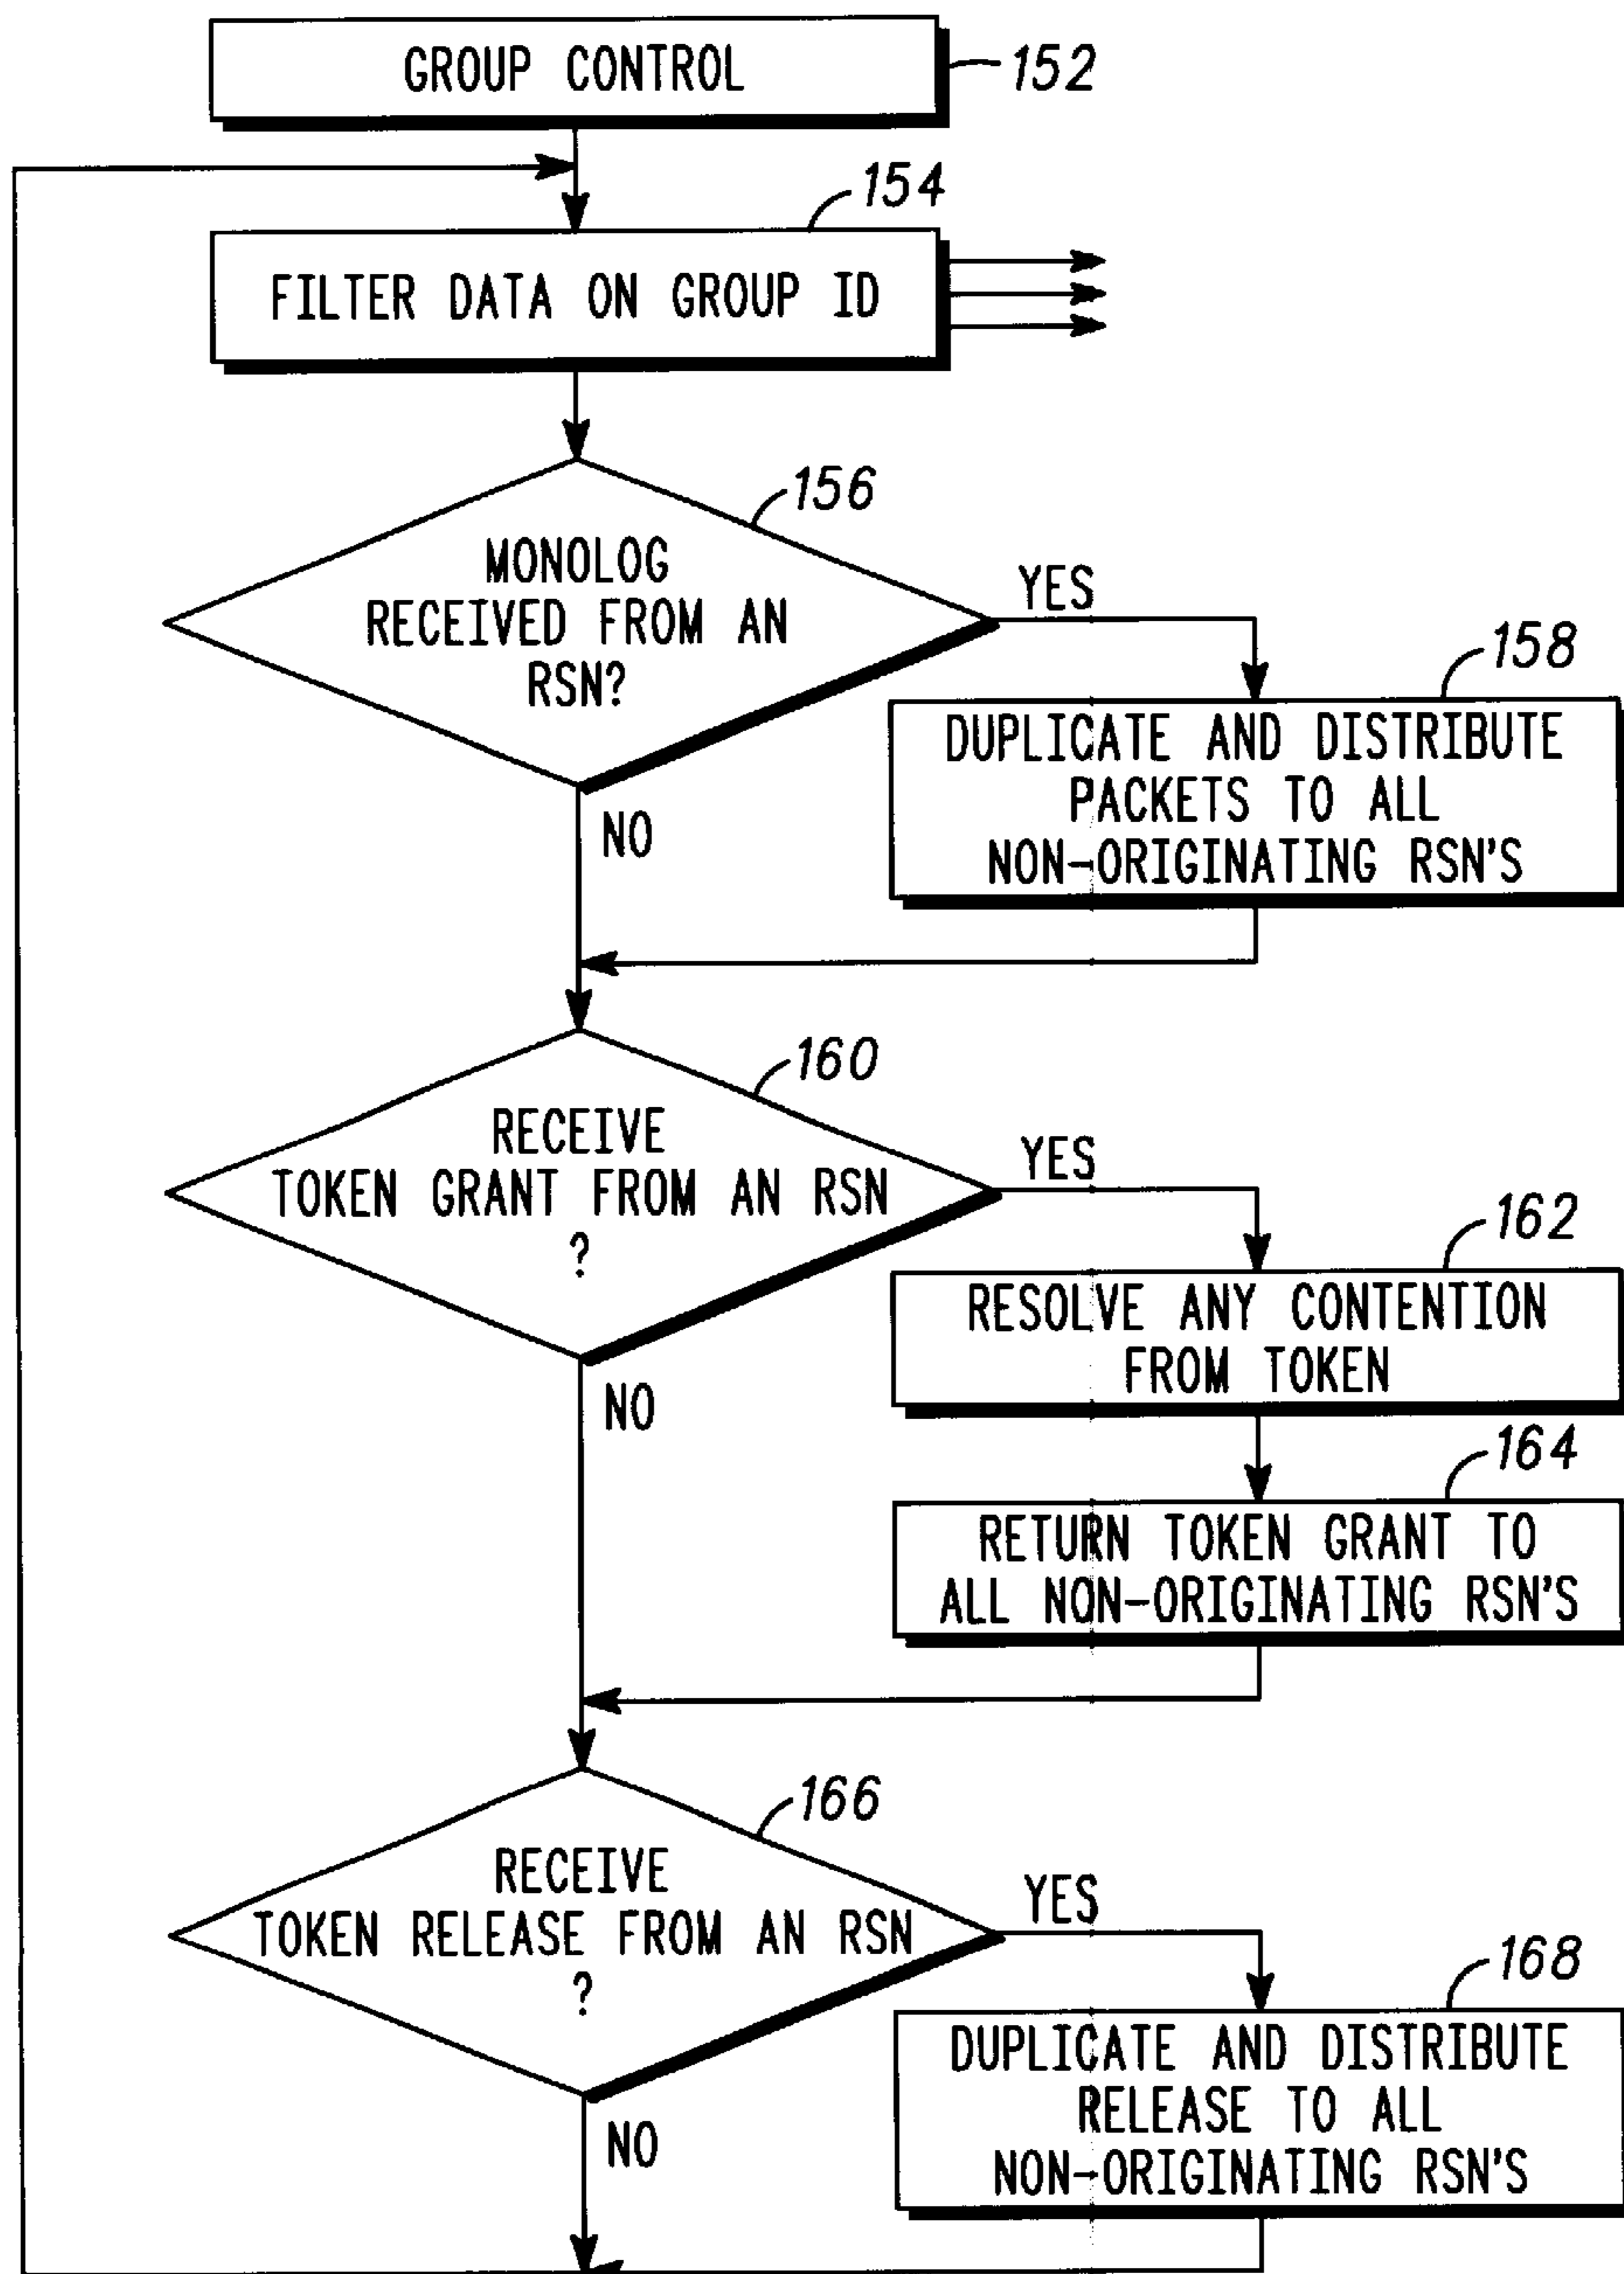 GROUP CONTROL
152
154
FILTER DATA ON GROUP ID
156
MONOLOG
RECEIVED FROM AN
RSN?
YES
NO
158
DUPLICATE AND DISTRIBUTE
PACKETS TO ALL
NON-ORIGINATING RSN'S
160
RECEIVE
TOKEN GRANT FROM AN RSN
?
YES
NO
162
RESOLVE ANY CONTENTION
FROM TOKEN
164
RETURN TOKEN GRANT TO
ALL NON-ORIGINATING RSN'S
166
RECEIVE
TOKEN RELEASE FROM AN RSN
?
YES
NO
168
DUPLICATE AND DISTRIBUTE
RELEASE TO ALL
NON-ORIGINATING RSN'S